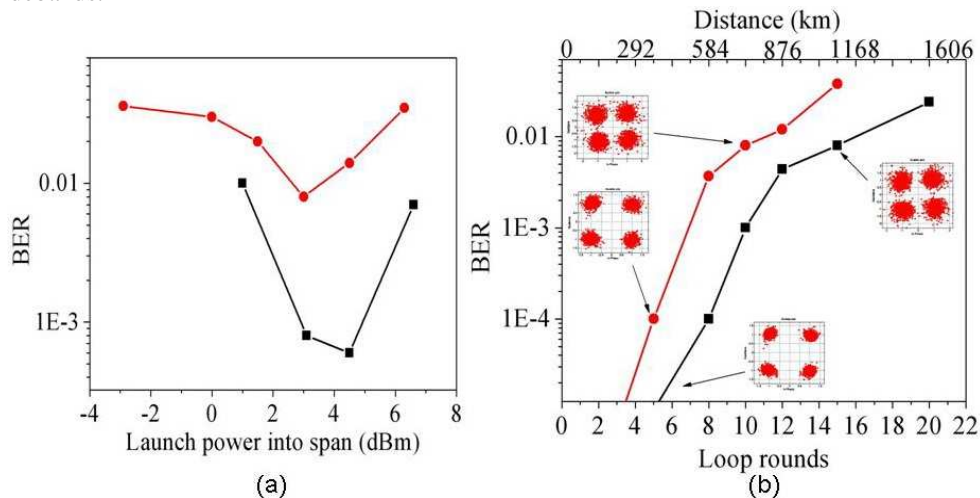 BER
0.01
1E-3
-4 -2 0 2 4 6 8
Launch power into span (dBm)
(a)
Distance (km)
0 292 584 876 1168 1606
BER
0.01
1E-3
1E-4
0 2 4 6 8 10 12 14 16 18 20 22
Loop rounds
(b)